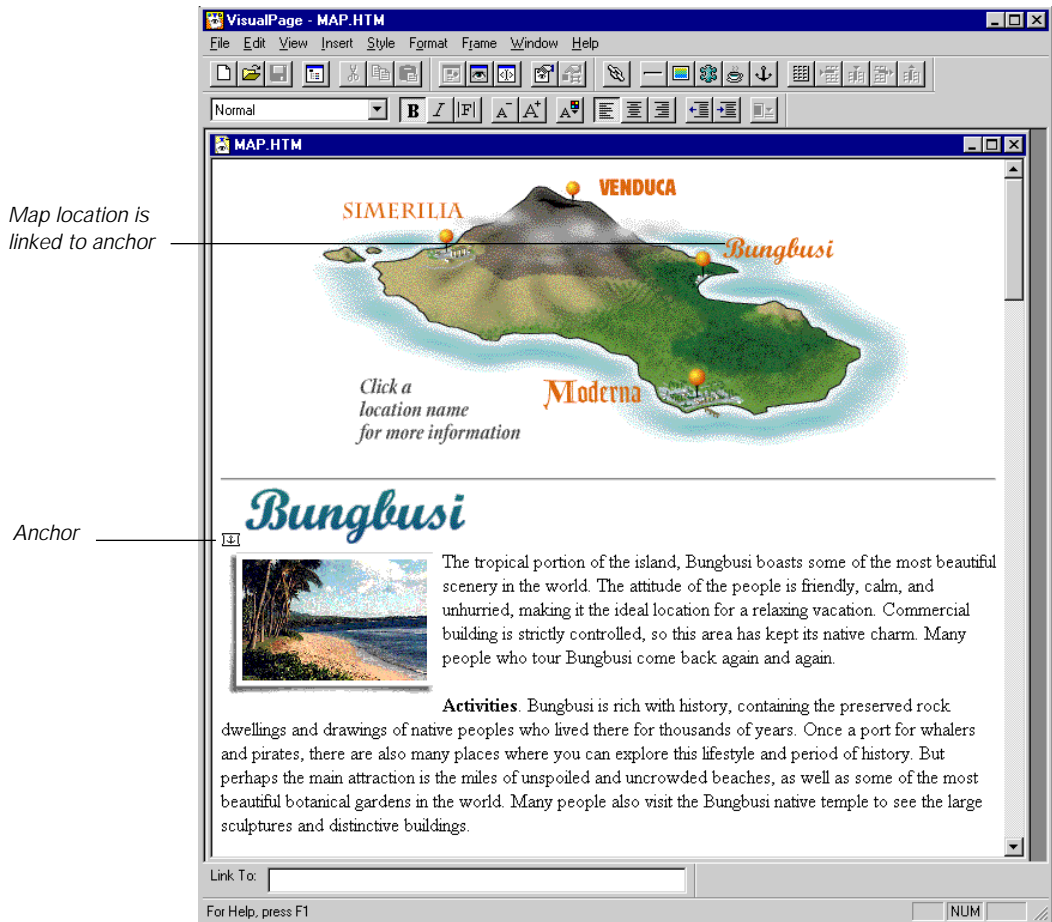 VisualPage - MAP.HTM
File Edit View Insert Style Format Frame Window Help
Normal
B I |F| A- A+ A
MAP.HTM
VENDUCA
SIMERILIA
Map location is
linked to anchor
Bungbusi
Moderna
Click a
location name
for more information
Bungbusi
Anchor
The tropical portion of the island, Bungbusi boasts some of the most beautiful
scenery in the world. The attitude of the people is friendly, calm, and
unhurried, making it the ideal location for a relaxing vacation. Commercial
building is strictly controlled, so this area has kept its native charm. Many
people who tour Bungbusi come back again and again.
Activities. Bungbusi is rich with history, containing the preserved rock
dwellings and drawings of native peoples who lived there for thousands of years. Once a port for whalers
and pirates, there are also many places where you can explore this lifestyle and period of history. But
perhaps the main attraction is the miles of unspoiled and uncrowded beaches, as well as some of the most
beautiful botanical gardens in the world. Many people also visit the Bungbusi native temple to see the large
sculptures and distinctive buildings.
Link To:
For Help, press F1
NUM